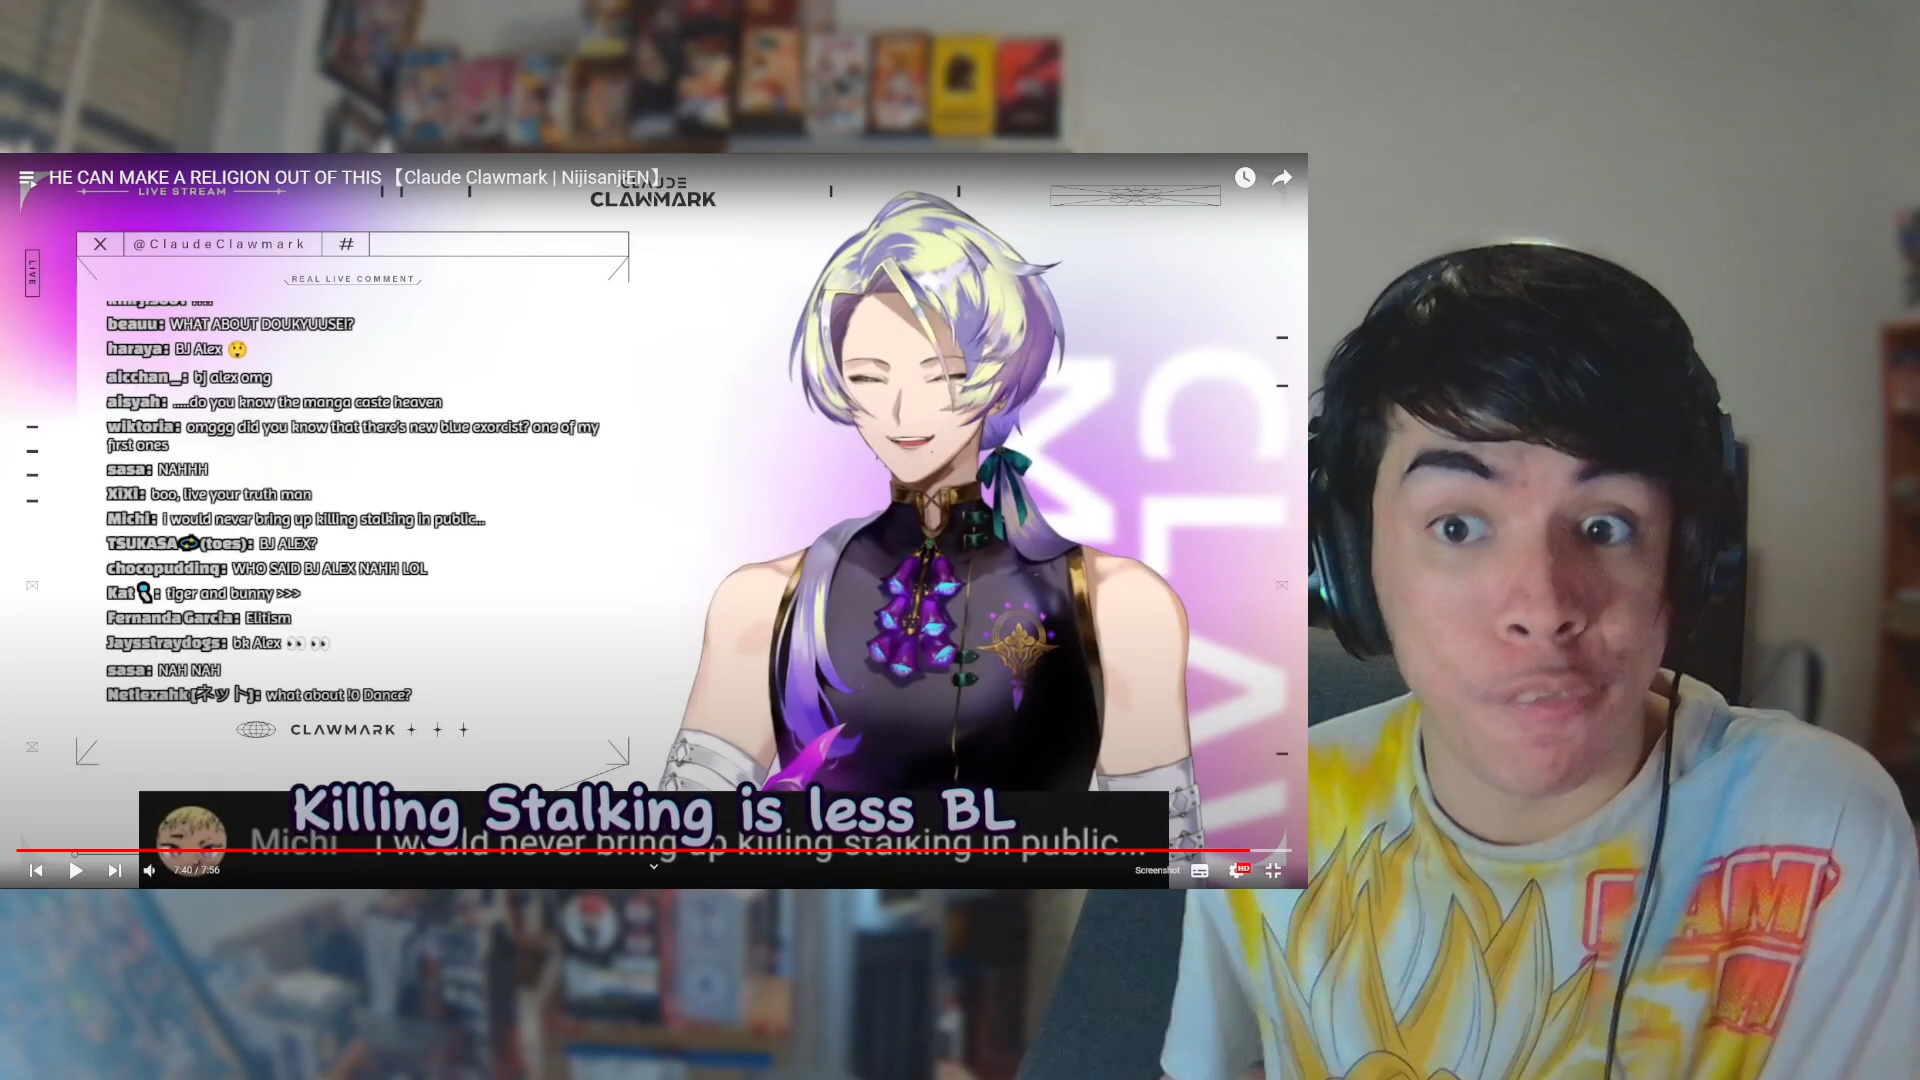 HE CAN MAKE A RELIGION OUT OF THIS 【Claude Clawmark | NijisanjiEN】
LIVE STREAM
CLAUDE
CLAWMARK
LIVE
X @ClaudeClawmark #
REAL LIVE COMMENT
beauu: WHAT ABOUT DOUKYUUSEI?
haraya: BJ Alex 😲
aicchan_: bj alex omg
aisyah: .....do you know the manga caste heaven
wiktoria: omggg did you know that there's new blue exorcist? one of my
first ones
sasa: NAHHH
XiXi: boo, live your truth man
Michi: i would never bring up killing stalking in public...
TSUKASA(toes): BJ ALEX?
chocopudding: WHO SAID BJ ALEX NAHH LOL
Kat: tiger and bunny >>>
Fernanda Garcia: Elitism
Jaysstraydogs: bk Alex 👀 👀
sasa: NAH NAH
Netlexahk(ネット): what about 10 Dance?
CLAWMARK
Killing Stalking is less BL
Michi i would never bring up killing stalking in public...
7:40 / 7:56
Screenshot
HD